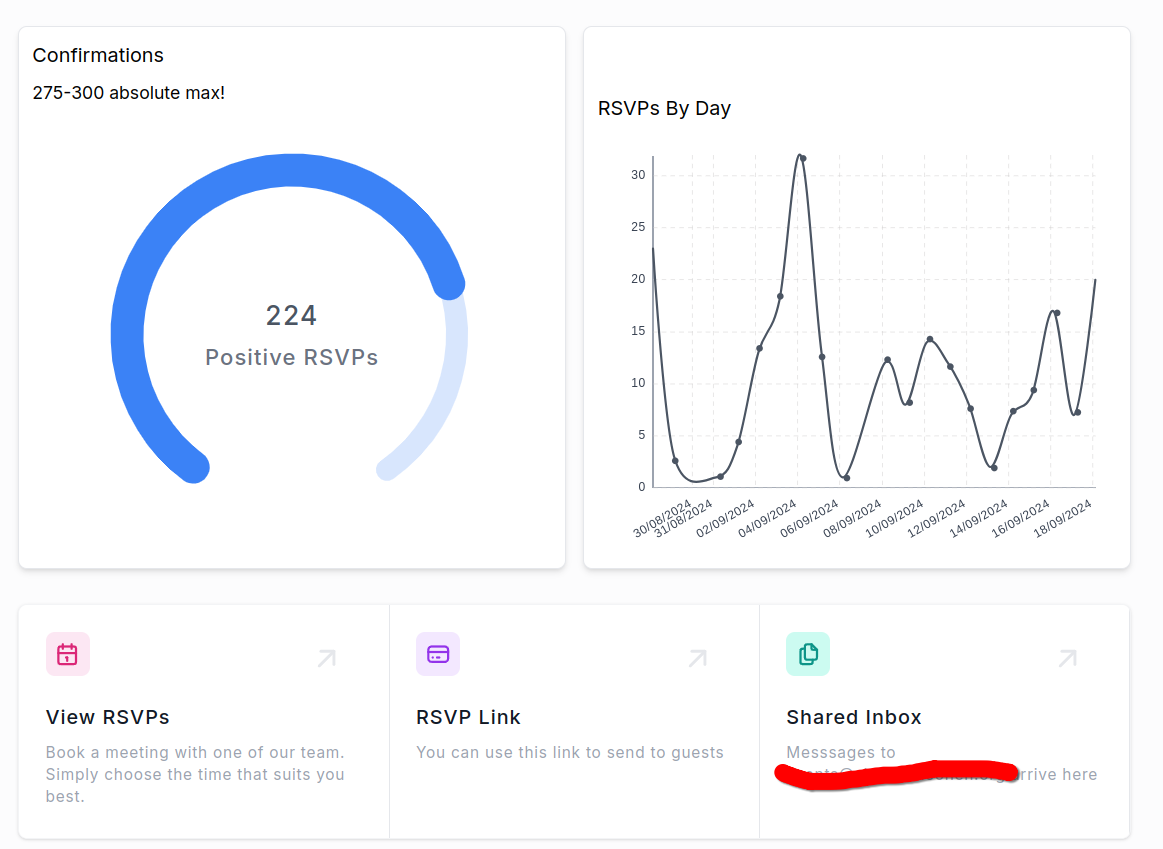 Confirmations
275-300 absolute max!
224
Positive RSVPs
RSVPs By Day
30
25
20
15
10
5
0
30/08/2024
31/08/2024
02/09/2024
04/09/2024
06/09/2024
08/09/2024
10/09/2024
12/09/2024
14/09/2024
16/09/2024
18/09/2024
View RSVPs
Book a meeting with one of our team.
Simply choose the time that suits you
best.
RSVP Link
You can use this link to send to guests
Shared Inbox
Messsages to
here